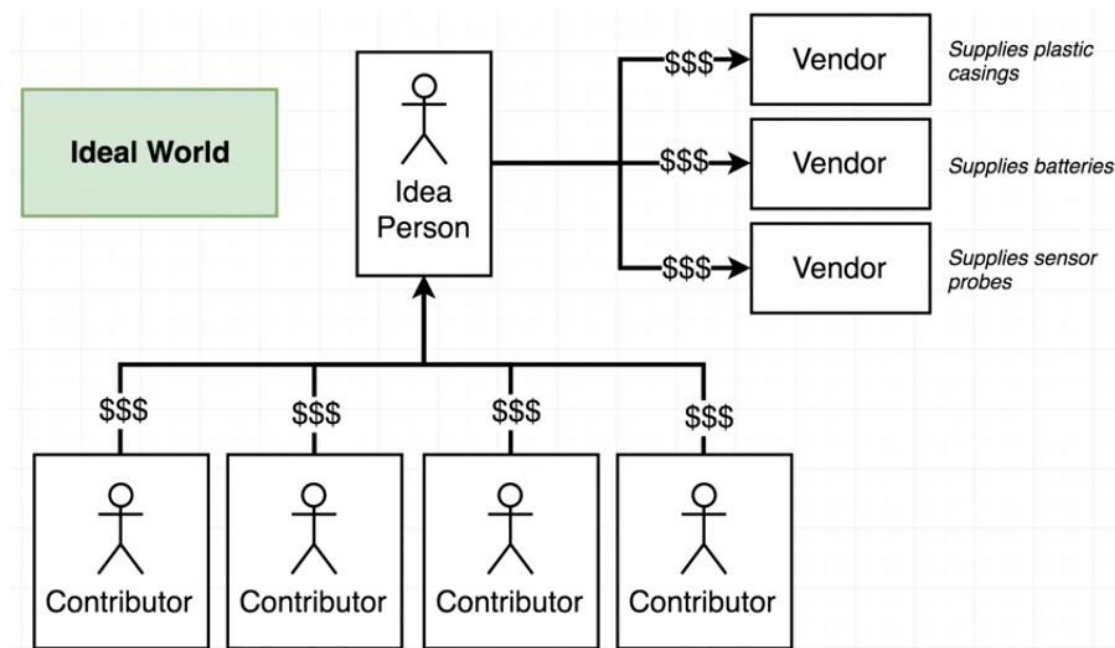 Ideal World
Idea
Person
$$$
Vendor
Supplies plastic
casings
$$$
Vendor
Supplies batteries
$$$
Vendor
Supplies sensor
probes
$$$
$$$
$$$
$$$
Contributor
Contributor
Contributor
Contributor